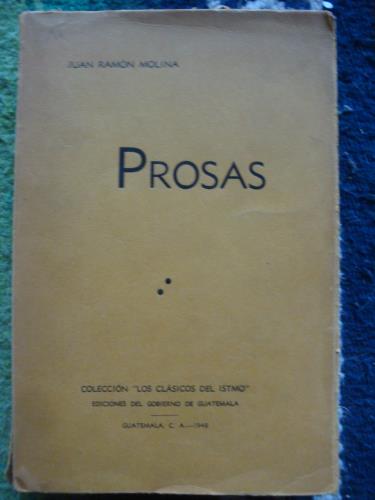 JUAN RAMÓN MOLINA
PROSAS
COLECCIÓN "LOS CLÁSICOS DEL ISTMO"
EDICIONES DEL GOBIERNO DE GUATEMALA
GUATEMALA, C. A.—1948